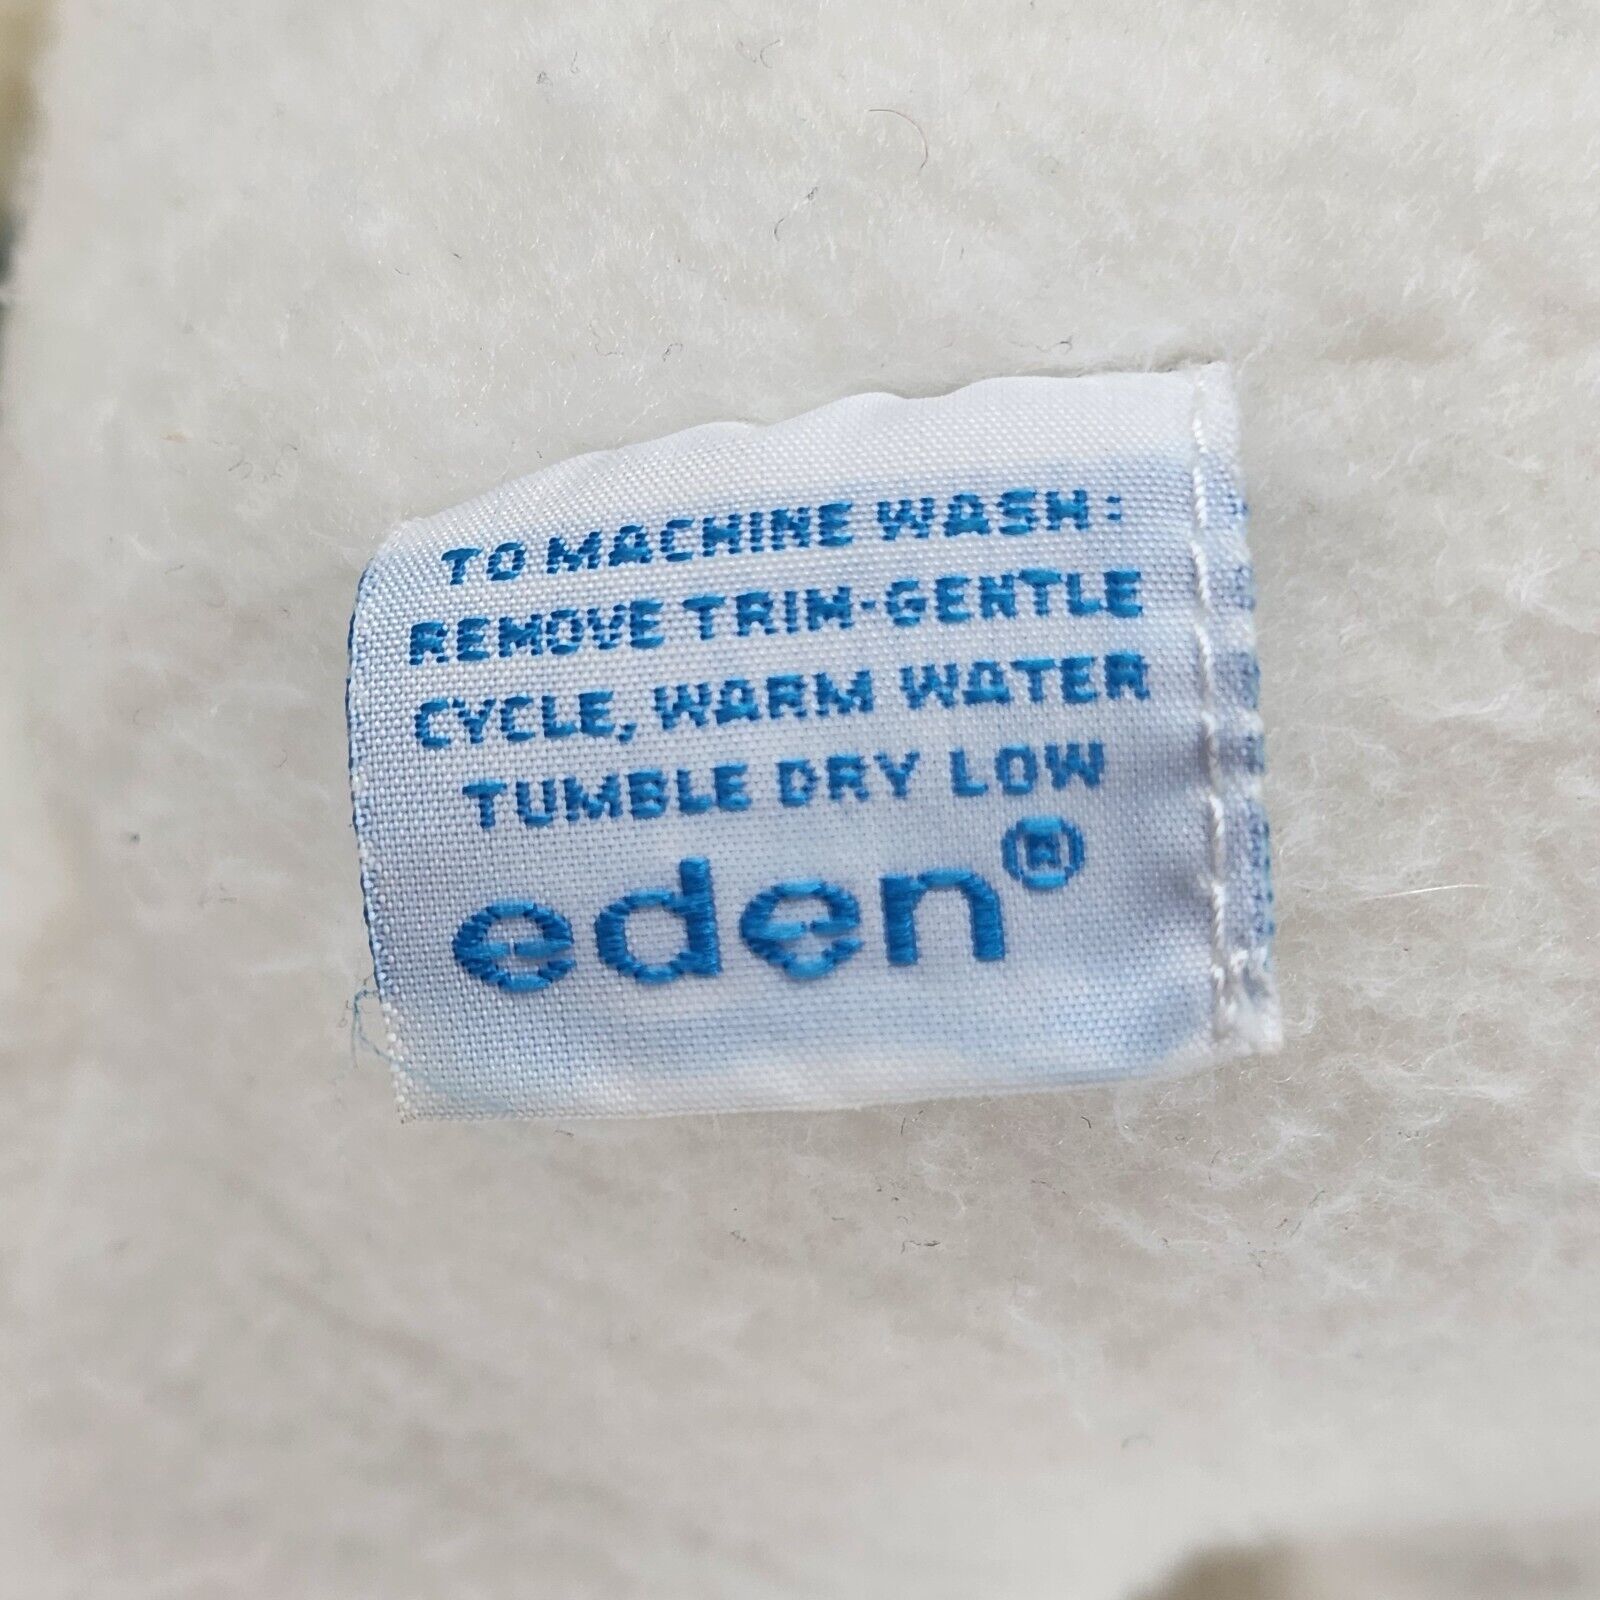 TO MACHINE WASH:
REMOVE TRIM-GENTLE
CYCLE, WARM WATER
TUMBLE DRY LOW
eden®